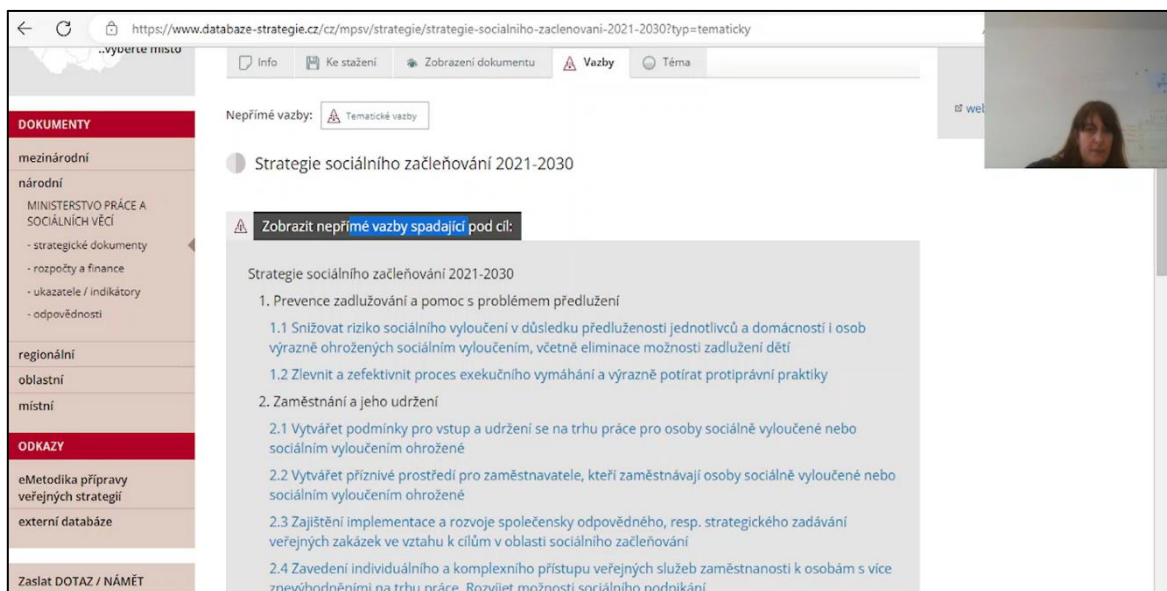 https://www.databaze-strategie.cz/cz/mpsv/strategie/strategie-socialniho-zaclenovani-2021-2030?typ=tematicky
..vyberte místo
Info
Ke stažení
Zobrazení dokumentu
Vazby
Téma
Nepřímé vazby:
Tematické vazby
DOKUMENTY
mezinárodní
národní
MINISTERSTVO PRÁCE A
SOCIÁLNÍCH VĚCÍ
- strategické dokumenty
- rozpočty a finance
- ukazatele / indikátory
- odpovědnosti
regionální
oblastní
místní
ODKAZY
eMetodika přípravy
veřejných strategií
externí databáze
Zaslat DOTAZ / NÁMĚT
Strategie sociálního začleňování 2021-2030
Zobrazit nepřímé vazby spadající pod cíl:
Strategie sociálního začleňování 2021-2030
1. Prevence zadlužování a pomoc s problémem předlužení
1.1 Snižovat riziko sociálního vyloučení v důsledku předluženosti jednotlivců a domácností i osob
výrazně ohrožených sociálním vyloučením, včetně eliminace možnosti zadlužení dětí
1.2 Zlevnit a zefektivnit proces exekučního vymáhání a výrazně potírat protiprávní praktiky
2. Zaměstnání a jeho udržení
2.1 Vytvářet podmínky pro vstup a udržení se na trhu práce pro osoby sociálně vyloučené nebo
sociálním vyloučením ohrožené
2.2 Vytvářet příznivé prostředí pro zaměstnavatele, kteří zaměstnávají osoby sociálně vyloučené nebo
sociálním vyloučením ohrožené
2.3 Zajištění implementace a rozvoje společensky odpovědného, resp. strategického zadávání
veřejných zakázek ve vztahu k cílům v oblasti sociálního začleňování
2.4 Zavedení individuálního a komplexního přístupu veřejných služeb zaměstnanosti k osobám s více
znevýhodněními na trhu práce. Rozvíjet možnosti sociálního podnikání